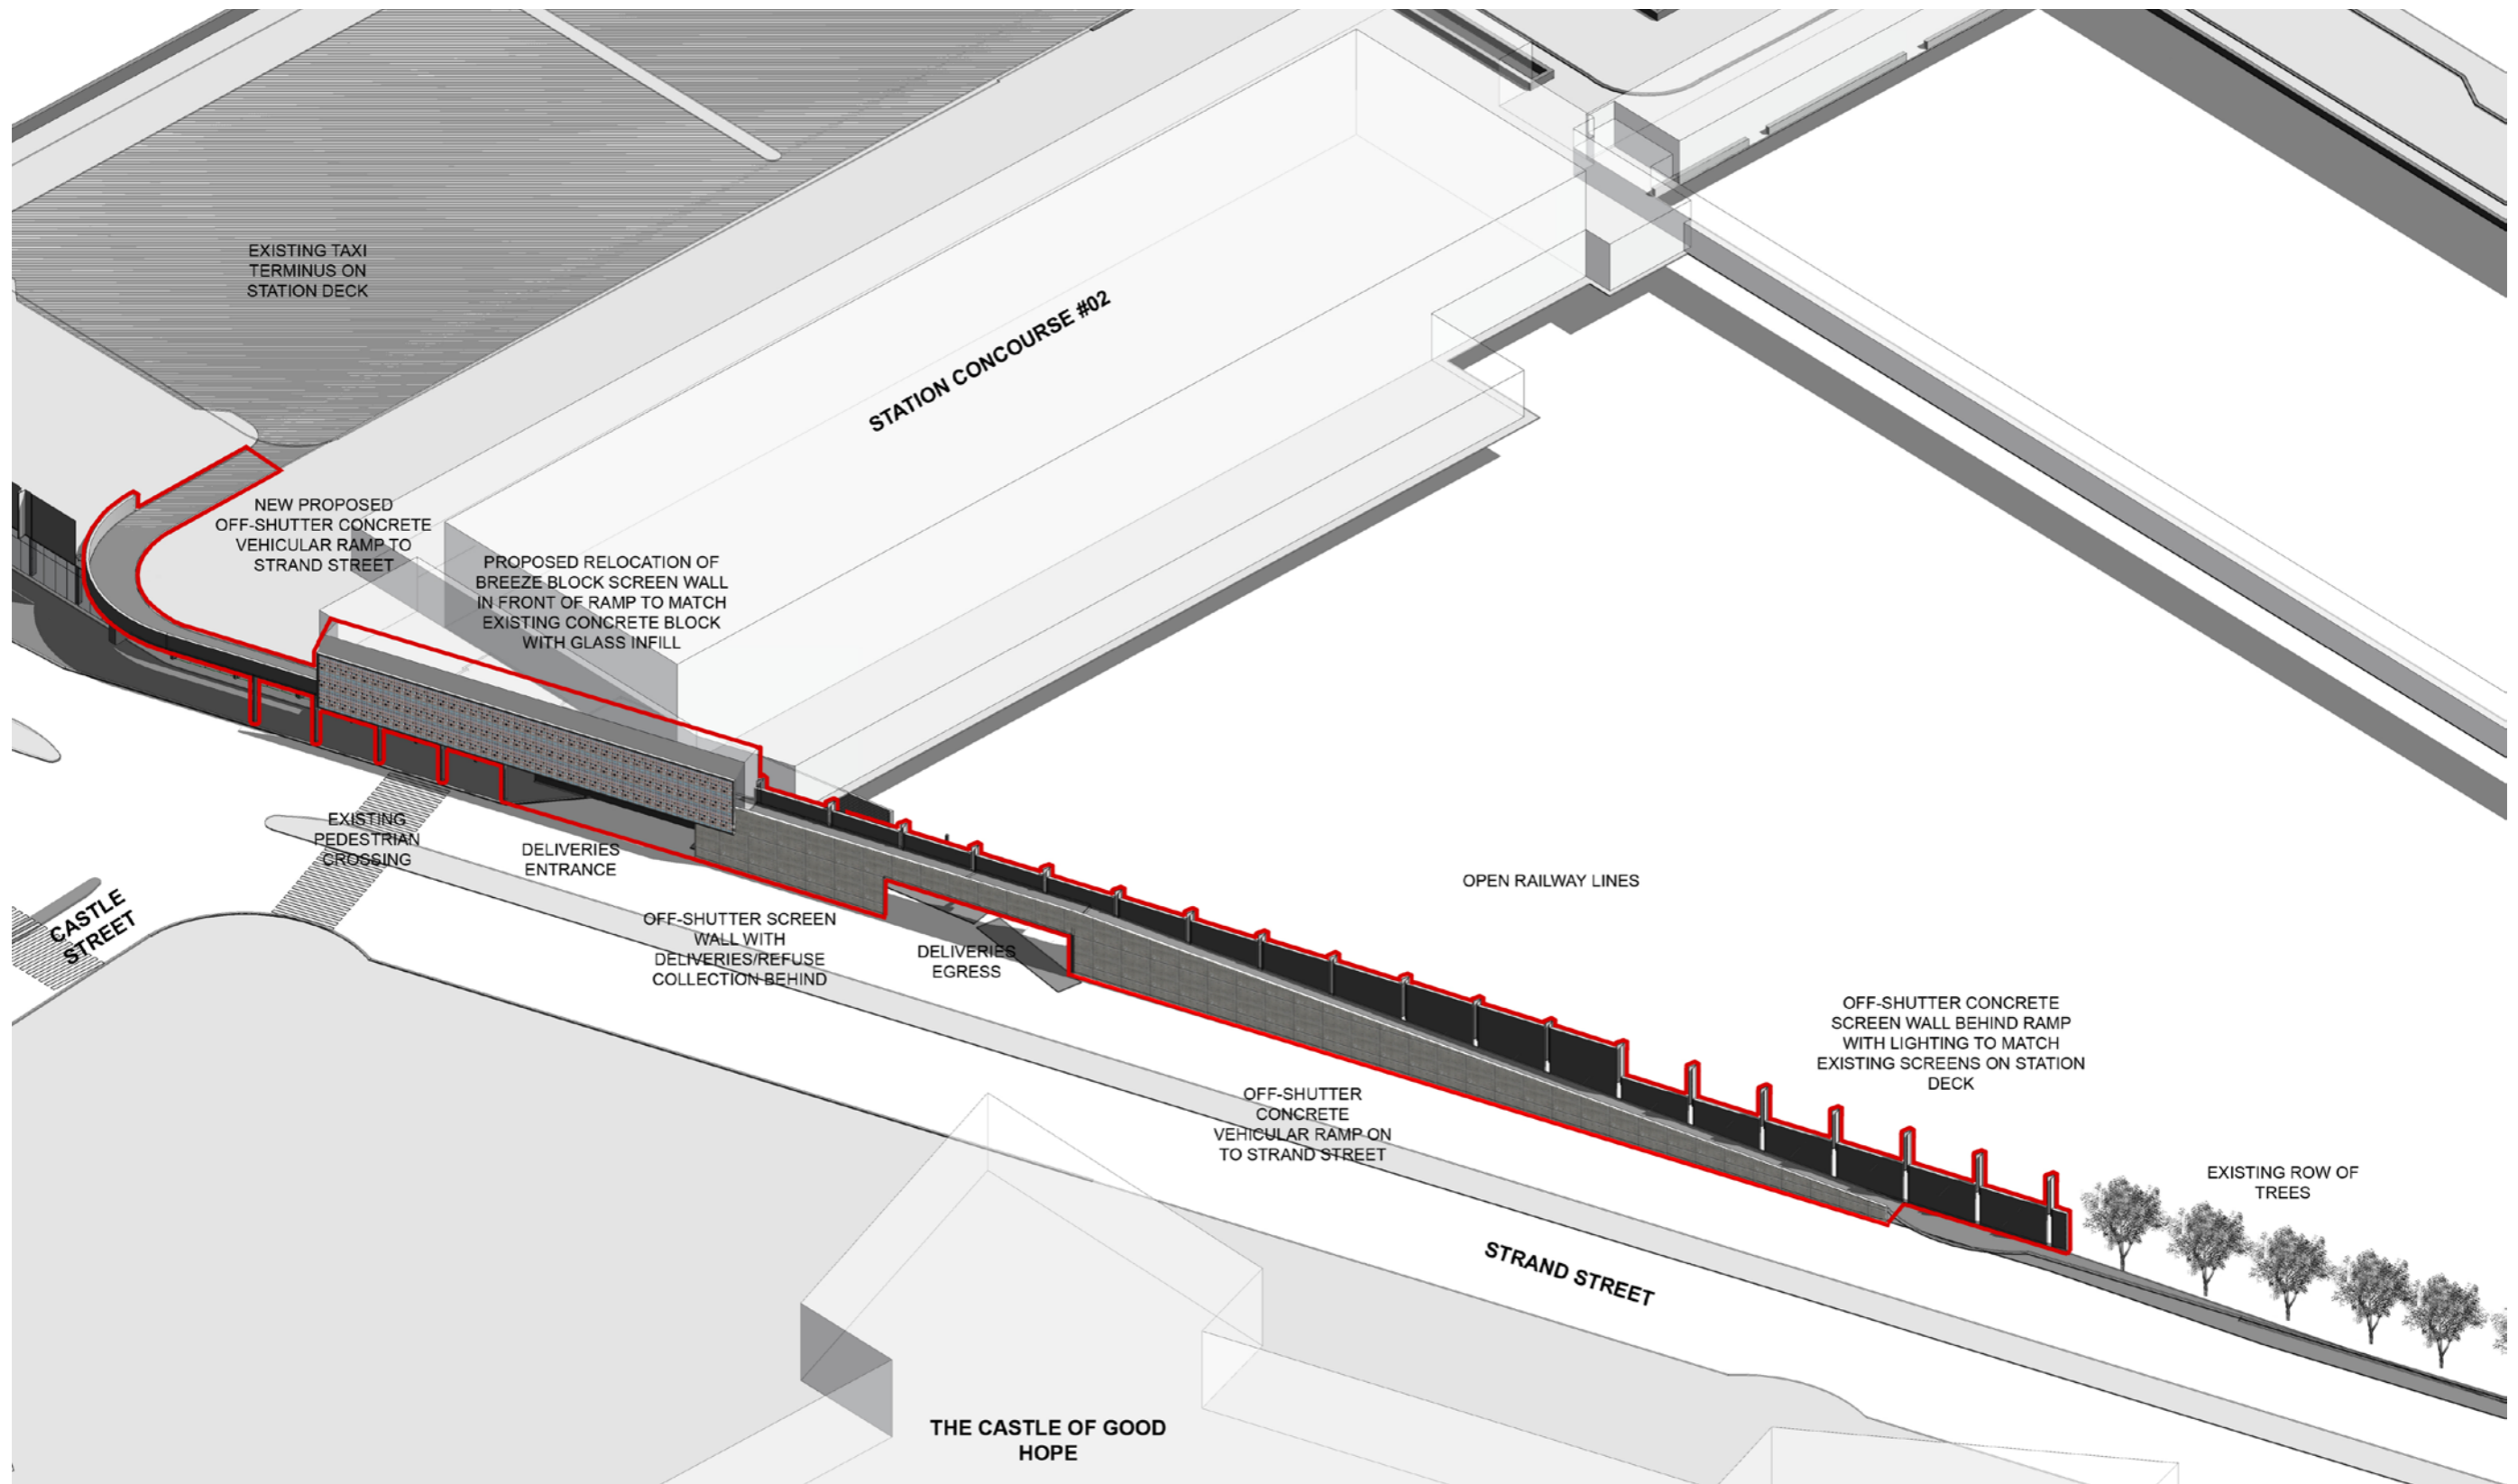 EXISTING TAXI
TERMINUS ON
STATION DECK
STATION CONCOURSE #02
NEW PROPOSED
OFF-SHUTTER CONCRETE
VEHICULAR RAMP TO
STRAND STREET
PROPOSED RELOCATION OF
BREEZE BLOCK SCREEN WALL
IN FRONT OF RAMP TO MATCH
EXISTING CONCRETE BLOCK
WITH GLASS INFILL
EXISTING
PEDESTRIAN
CROSSING
DELIVERIES
ENTRANCE
CASTLE
STREET
OFF-SHUTTER SCREEN
WALL WITH
DELIVERIES/REFUSE
COLLECTION BEHIND
DELIVERIES
EGRESS
OPEN RAILWAY LINES
OFF-SHUTTER CONCRETE
SCREEN WALL BEHIND RAMP
WITH LIGHTING TO MATCH
EXISTING SCREENS ON STATION
DECK
OFF-SHUTTER
CONCRETE
VEHICULAR RAMP ON
TO STRAND STREET
EXISTING ROW OF
TREES
STRAND STREET
THE CASTLE OF GOOD
HOPE